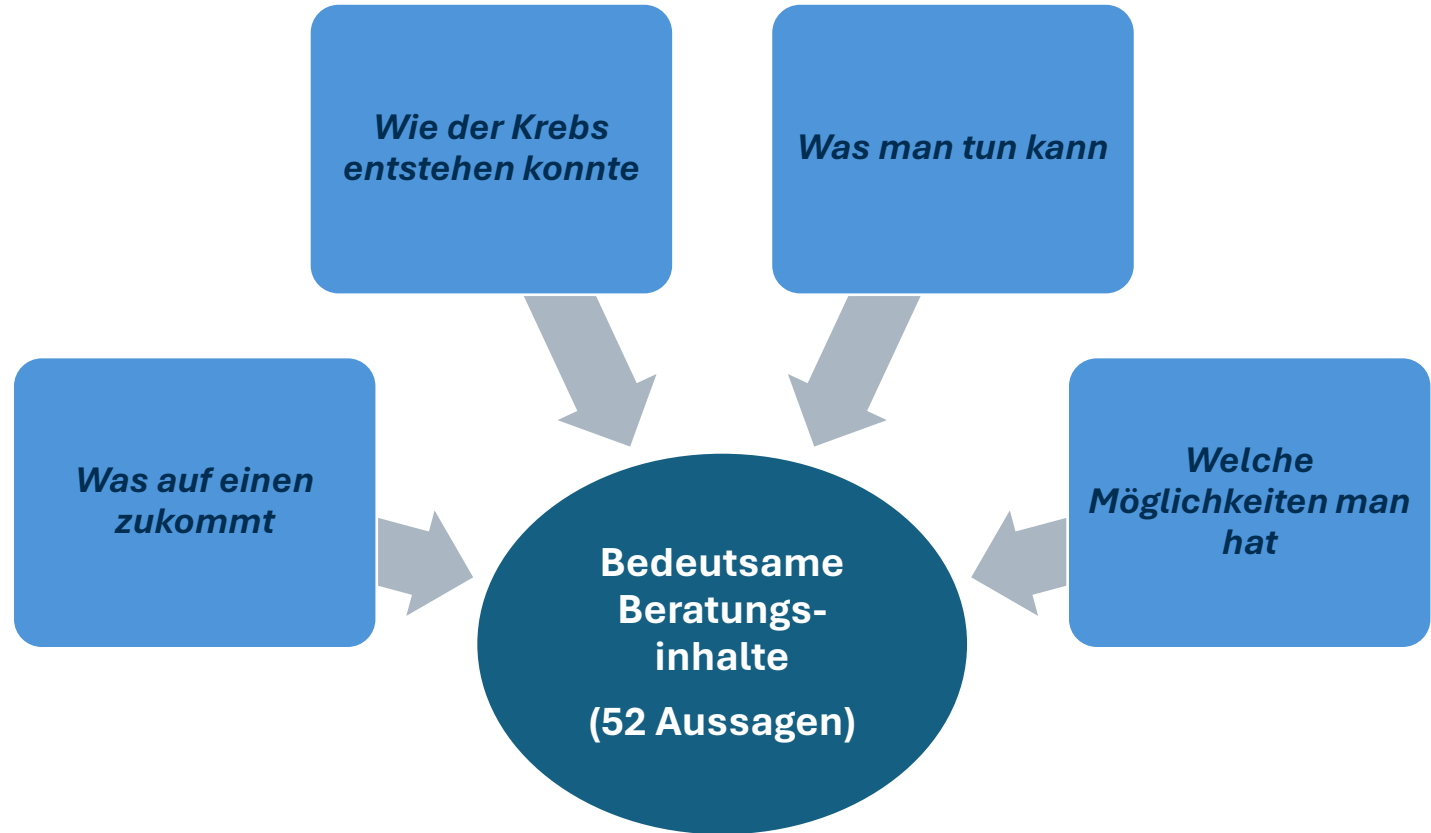 Wie der Krebs
entstehen konnte
Was man tun kann
Was auf einen
zukommt
Welche
Möglichkeiten man
hat
Bedeutsame
Beratungs-
inhalte
(52 Aussagen)